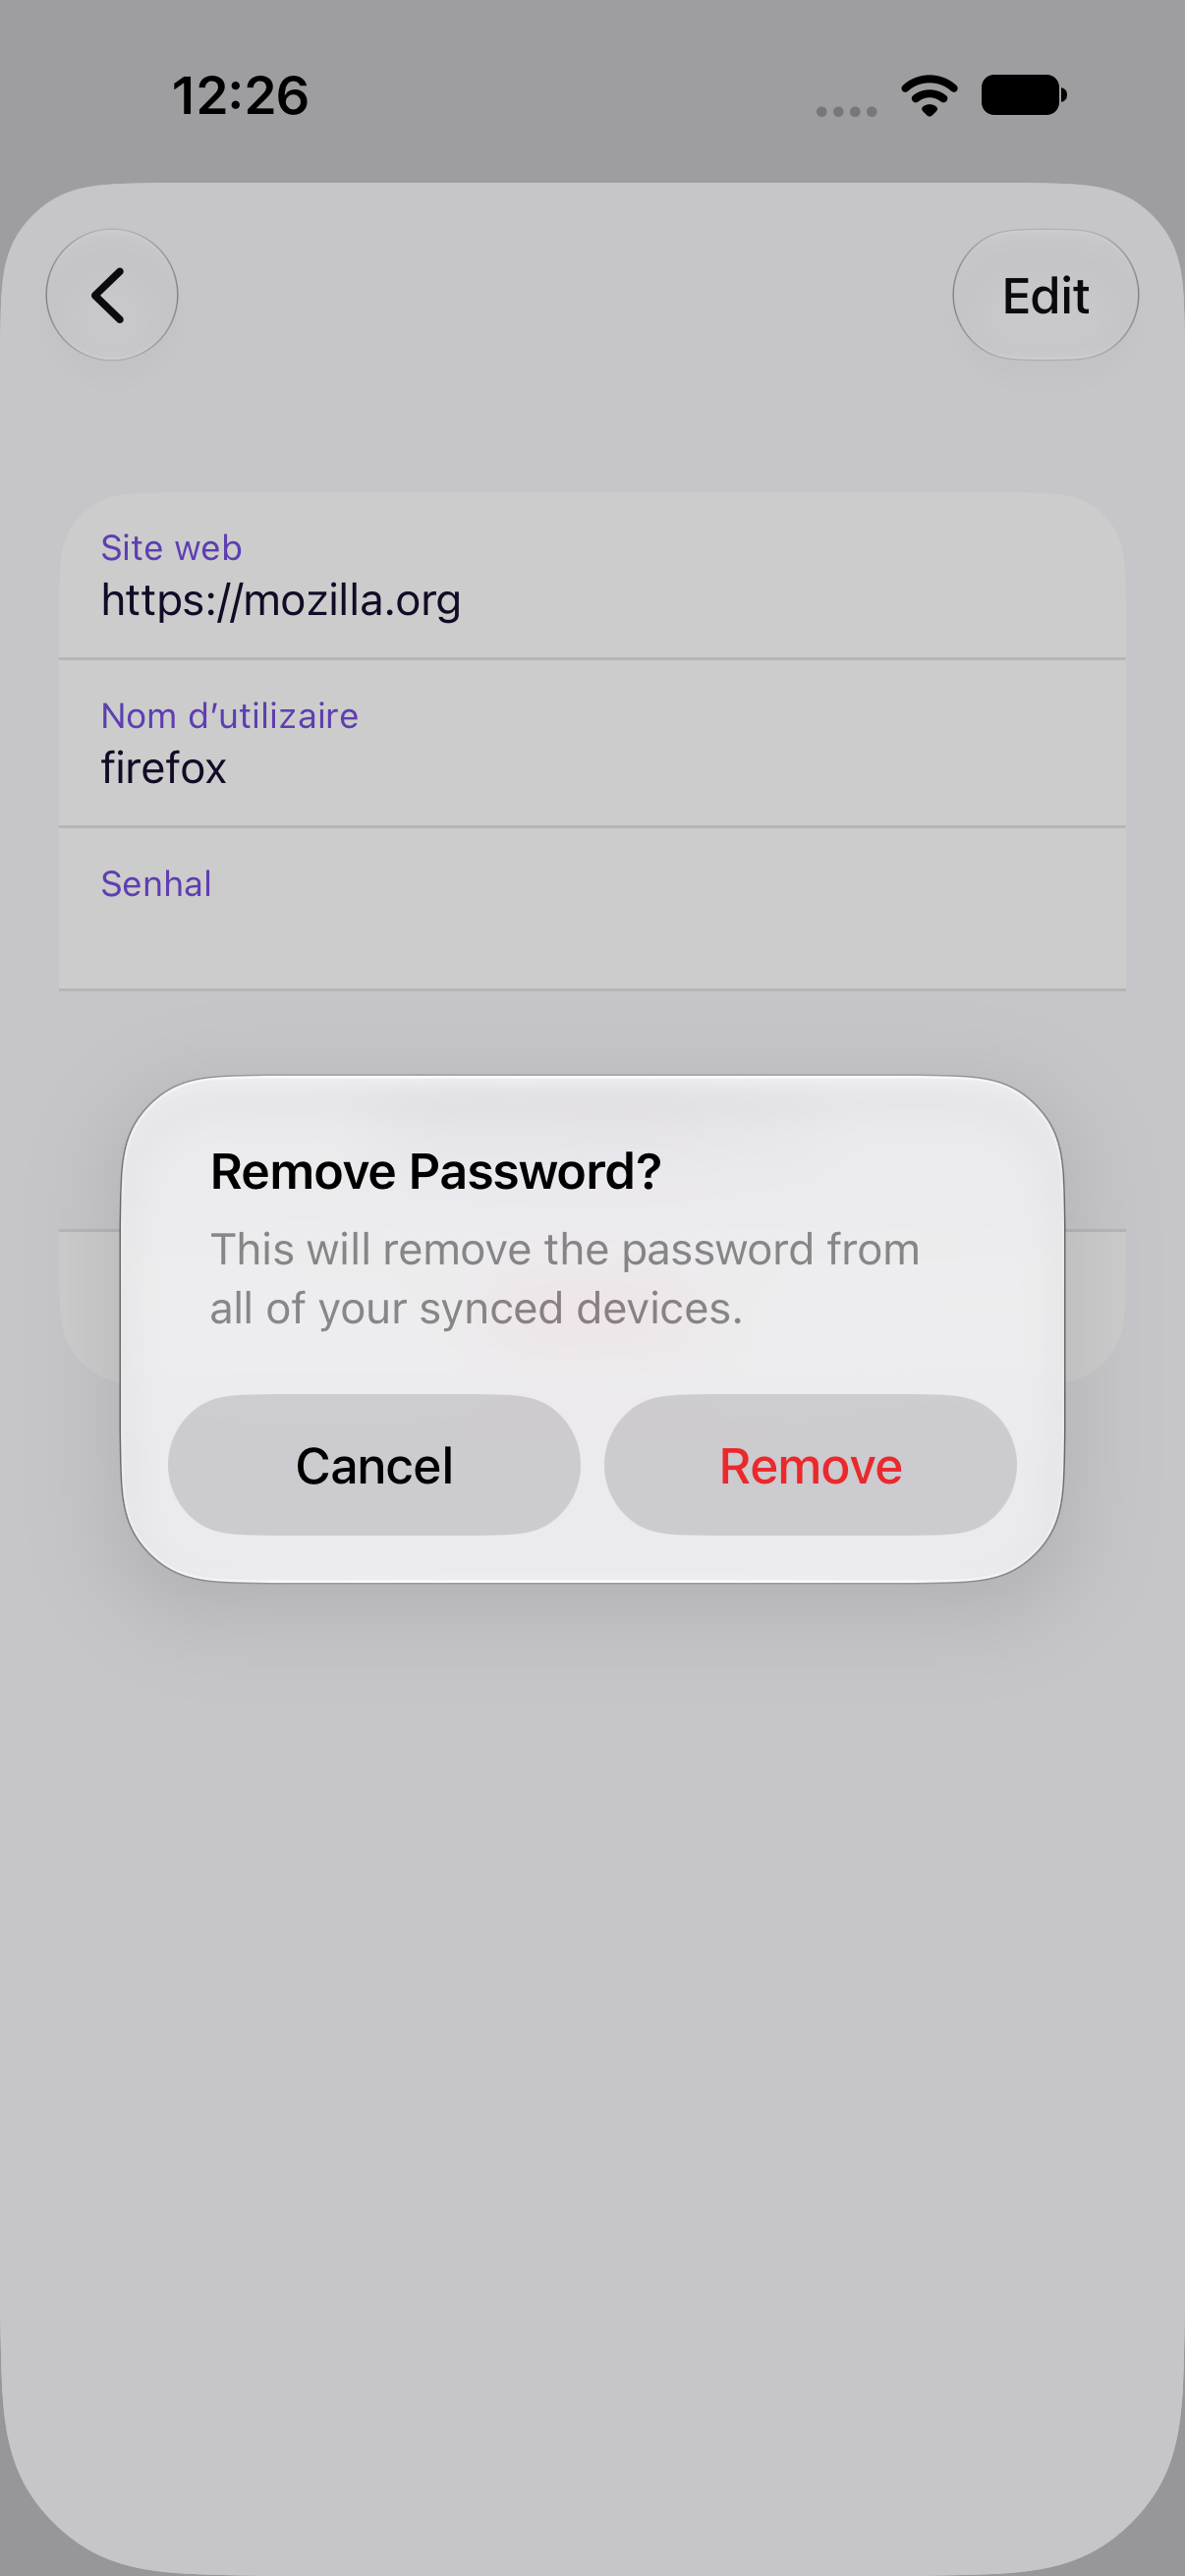 12:26
Edit
Site web
https://mozilla.org
Nom d’utilizaire
firefox
Senhal
Remove Password?
This will remove the password from
all of your synced devices.
Cancel
Remove